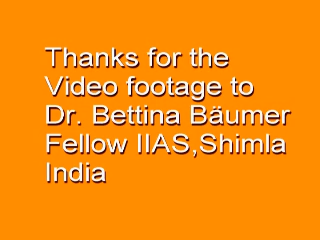 Thanks for the
Video footage to
Dr. Bettina Bäumer
Fellow IIAS,Shimla
India